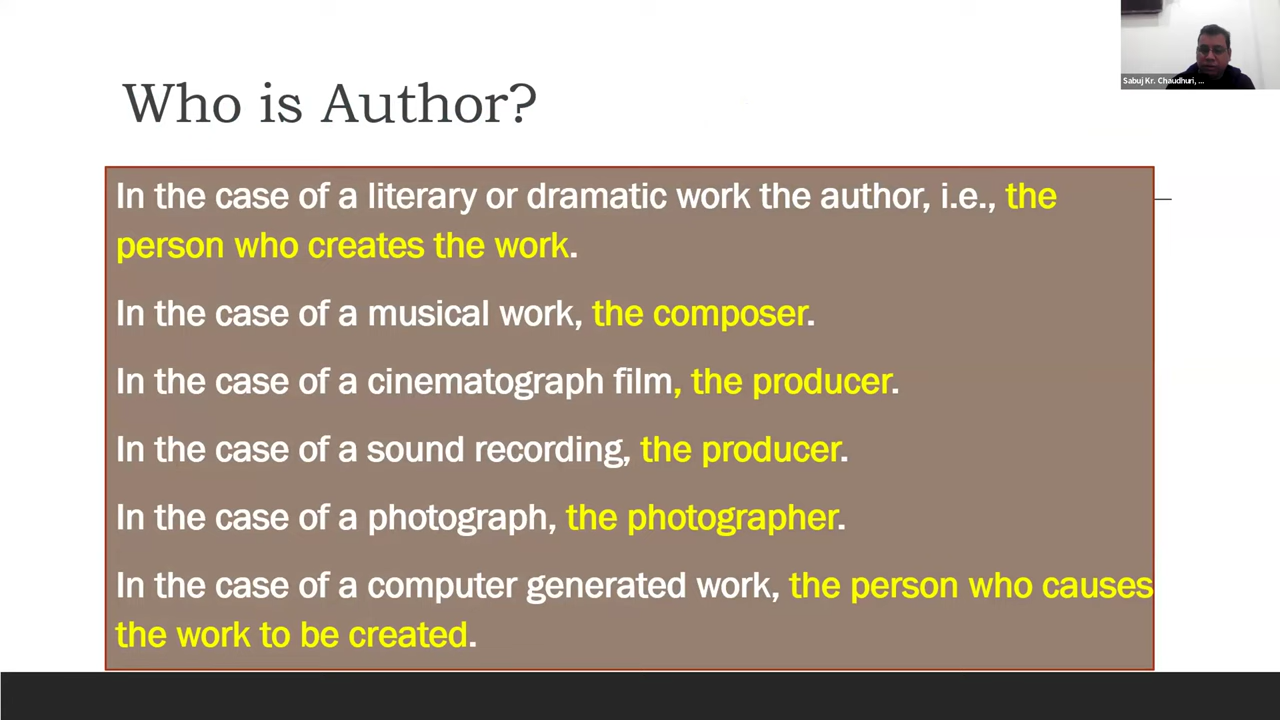 Sabuj Kr. Chaudhuri, ...
Who is Author?
In the case of a literary or dramatic work the author, i.e., the
person who creates the work.
In the case of a musical work, the composer.
In the case of a cinematograph film, the producer.
In the case of a sound recording, the producer.
In the case of a photograph, the photographer.
In the case of a computer generated work, the person who causes
the work to be created.